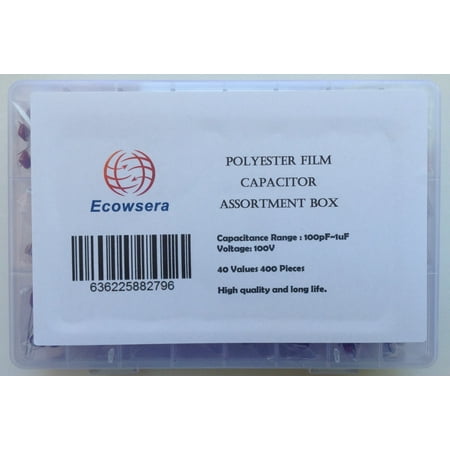 POLYESTER FILM
CAPACITOR
ASSORTMENT BOX
Ecowsera
Capacitance Range : 100pF~1uF
Voltage: 100V
40 Values 400 Pieces
High quality and long life.
636225882796